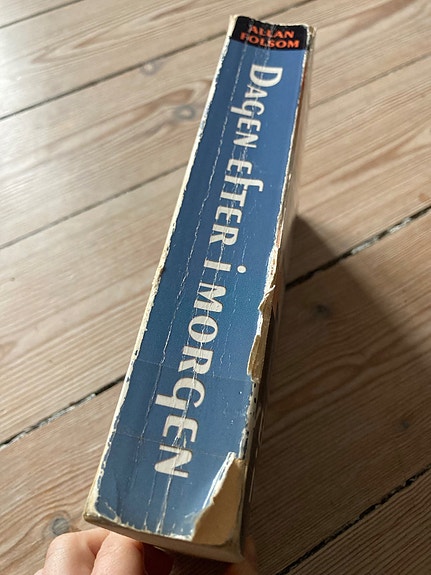 ALLAN
FOLSOM
DAGEN EFTER I MORGEN